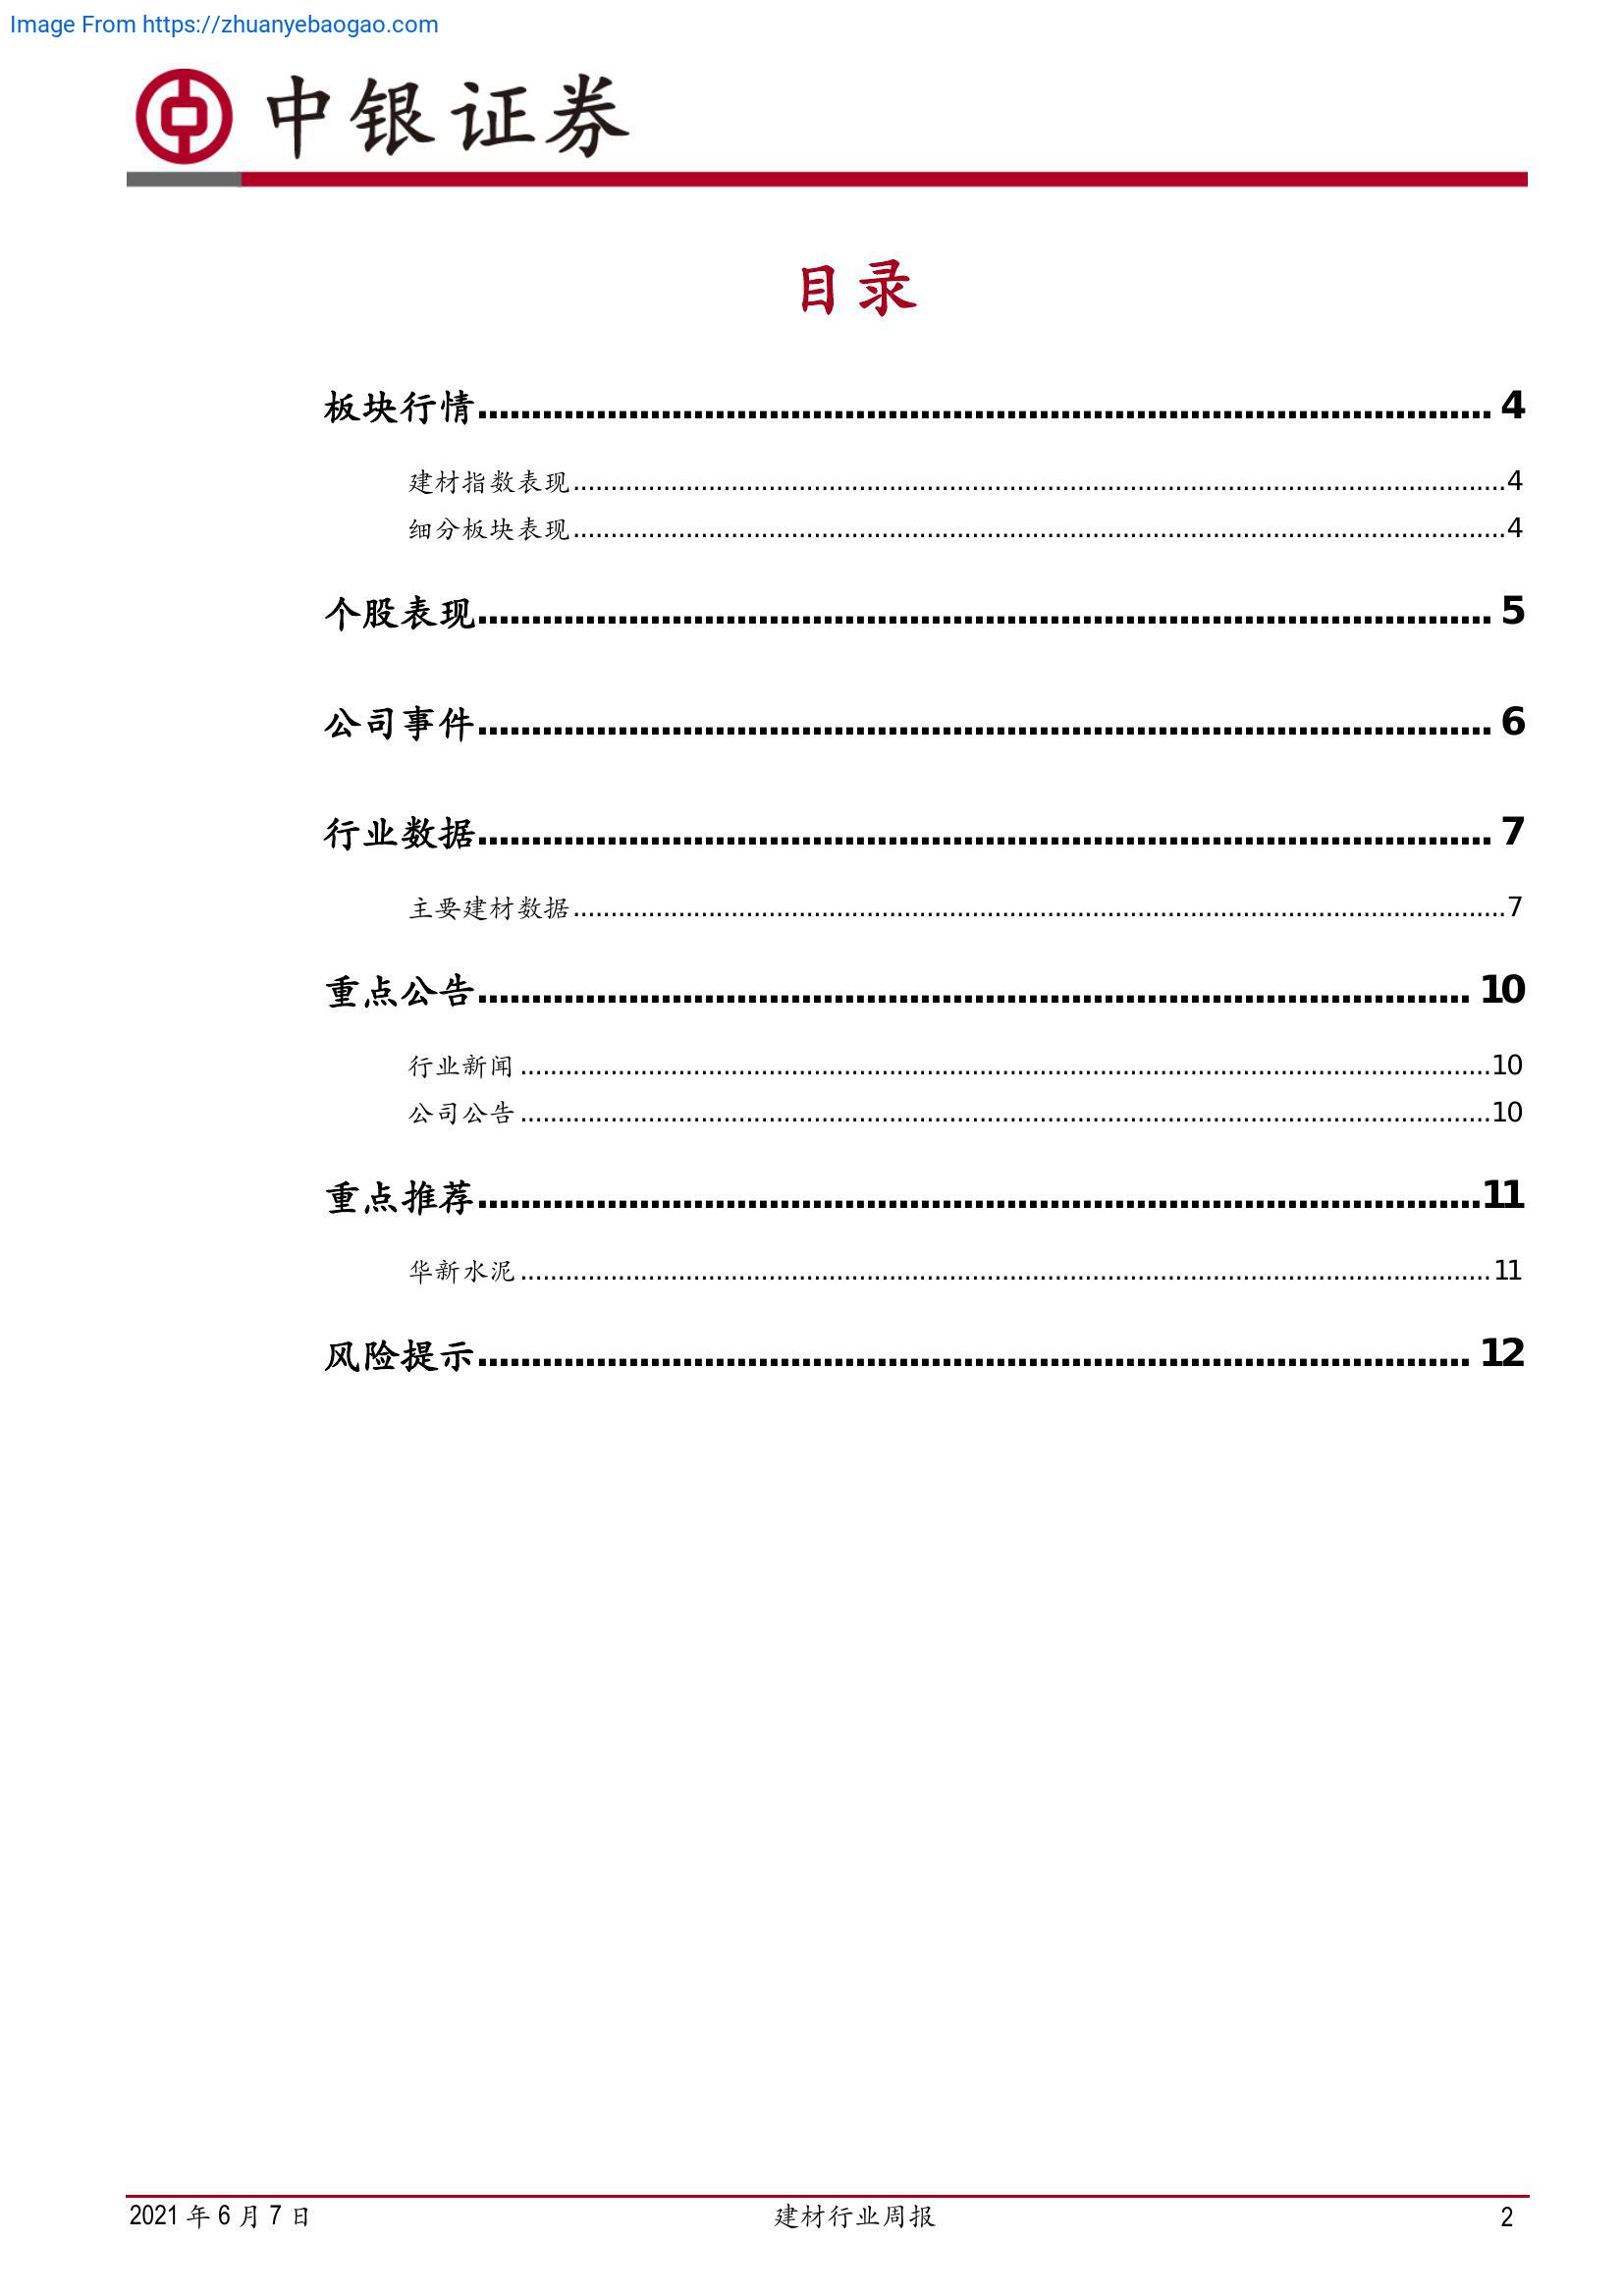 Image From https://zhuanyebaogao.com
中银证券
目录
板块行情........................................................................ 4
建材指数表现........................................................................4
细分板块表现........................................................................4
个股表现........................................................................ 5
公司事件........................................................................ 6
行业数据........................................................................ 7
主要建材数据........................................................................7
重点公告........................................................................ 10
行业新闻........................................................................10
公司公告........................................................................10
重点推荐........................................................................11
华新水泥........................................................................11
风险提示........................................................................ 12
2021 年 6 月 7 日 建材行业周报 2